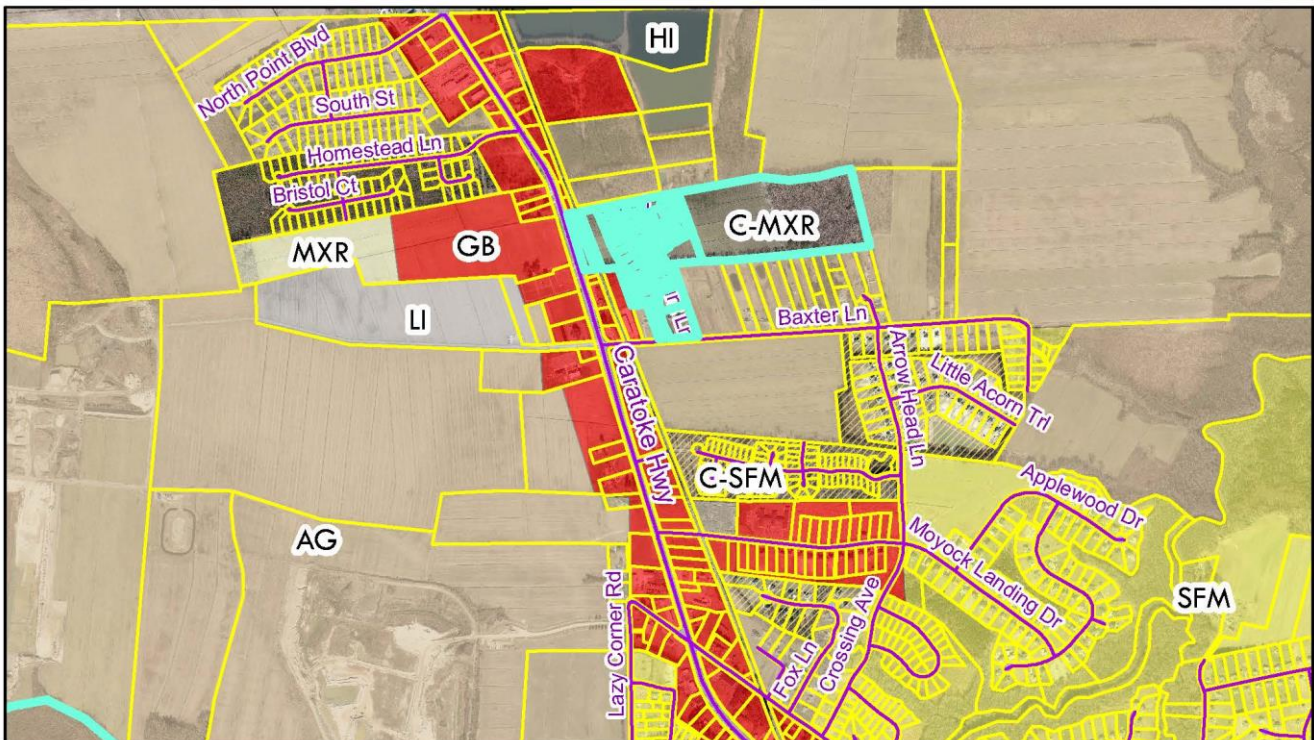 HI
North Point Blvd
South St
Homestead Ln
Bristol Ct
C-MXR
MXR
GB
LI
Baxter Ln
Caratoke Hwy
Arrow Head Ln
Little Acorn Trl
C-SFM
Applewood Dr
AG
Moyock Landing Dr
SFM
Lazy Corner Rd
Fox Ln
Crossing Ave